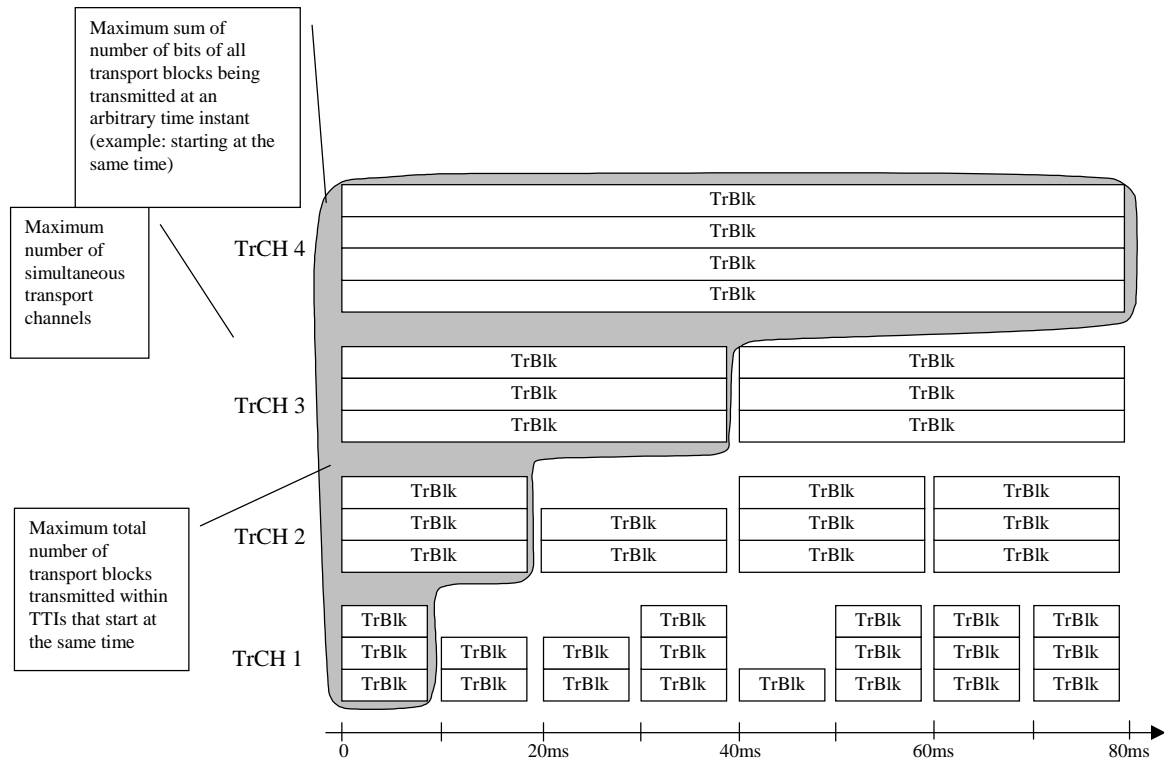 Maximum sum of
number of bits of all
transport blocks being
transmitted at an
arbitrary time instant
(example: starting at the
same time)
Maximum
number of
simultaneous
transport
channels
Maximum total
number of
transport blocks
transmitted within
TTIs that start at
the same time
TrCH 4
TrBlk
TrBlk
TrBlk
TrBlk
TrCH 3
TrBlk TrBlk
TrBlk TrBlk
TrBlk TrBlk
TrCH 2
TrBlk TrBlk TrBlk
TrBlk TrBlk TrBlk TrBlk
TrBlk TrBlk TrBlk TrBlk
TrCH 1
TrBlk TrBlk TrBlk TrBlk TrBlk
TrBlk TrBlk TrBlk TrBlk TrBlk TrBlk TrBlk
TrBlk TrBlk TrBlk TrBlk TrBlk TrBlk TrBlk TrBlk
0 20ms 40ms 60ms 80ms